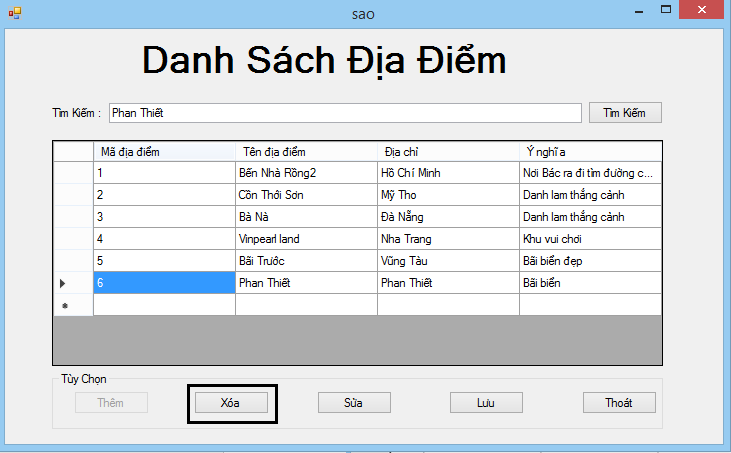 sao
Danh Sách Địa Điểm
Tìm Kiếm : Phan Thiết Tìm Kiếm
Mã địa điểm Tên địa điểm Địa chỉ Ý nghĩa
1 Bến Nhà Rồng2 Hồ Chí Minh Nơi Bác ra đi tìm đường c...
2 Cồn Thới Sơn Mỹ Tho Danh lam thắng cảnh
3 Bà Nà Đà Nẵng Danh lam thắng cảnh
4 Vinpearl land Nha Trang Khu vui chơi
5 Bãi Trước Vũng Tàu Bãi biển đẹp
6 Phan Thiết Phan Thiết Bãi biển
Tùy Chọn
Thêm Xóa Sửa Lưu Thoát